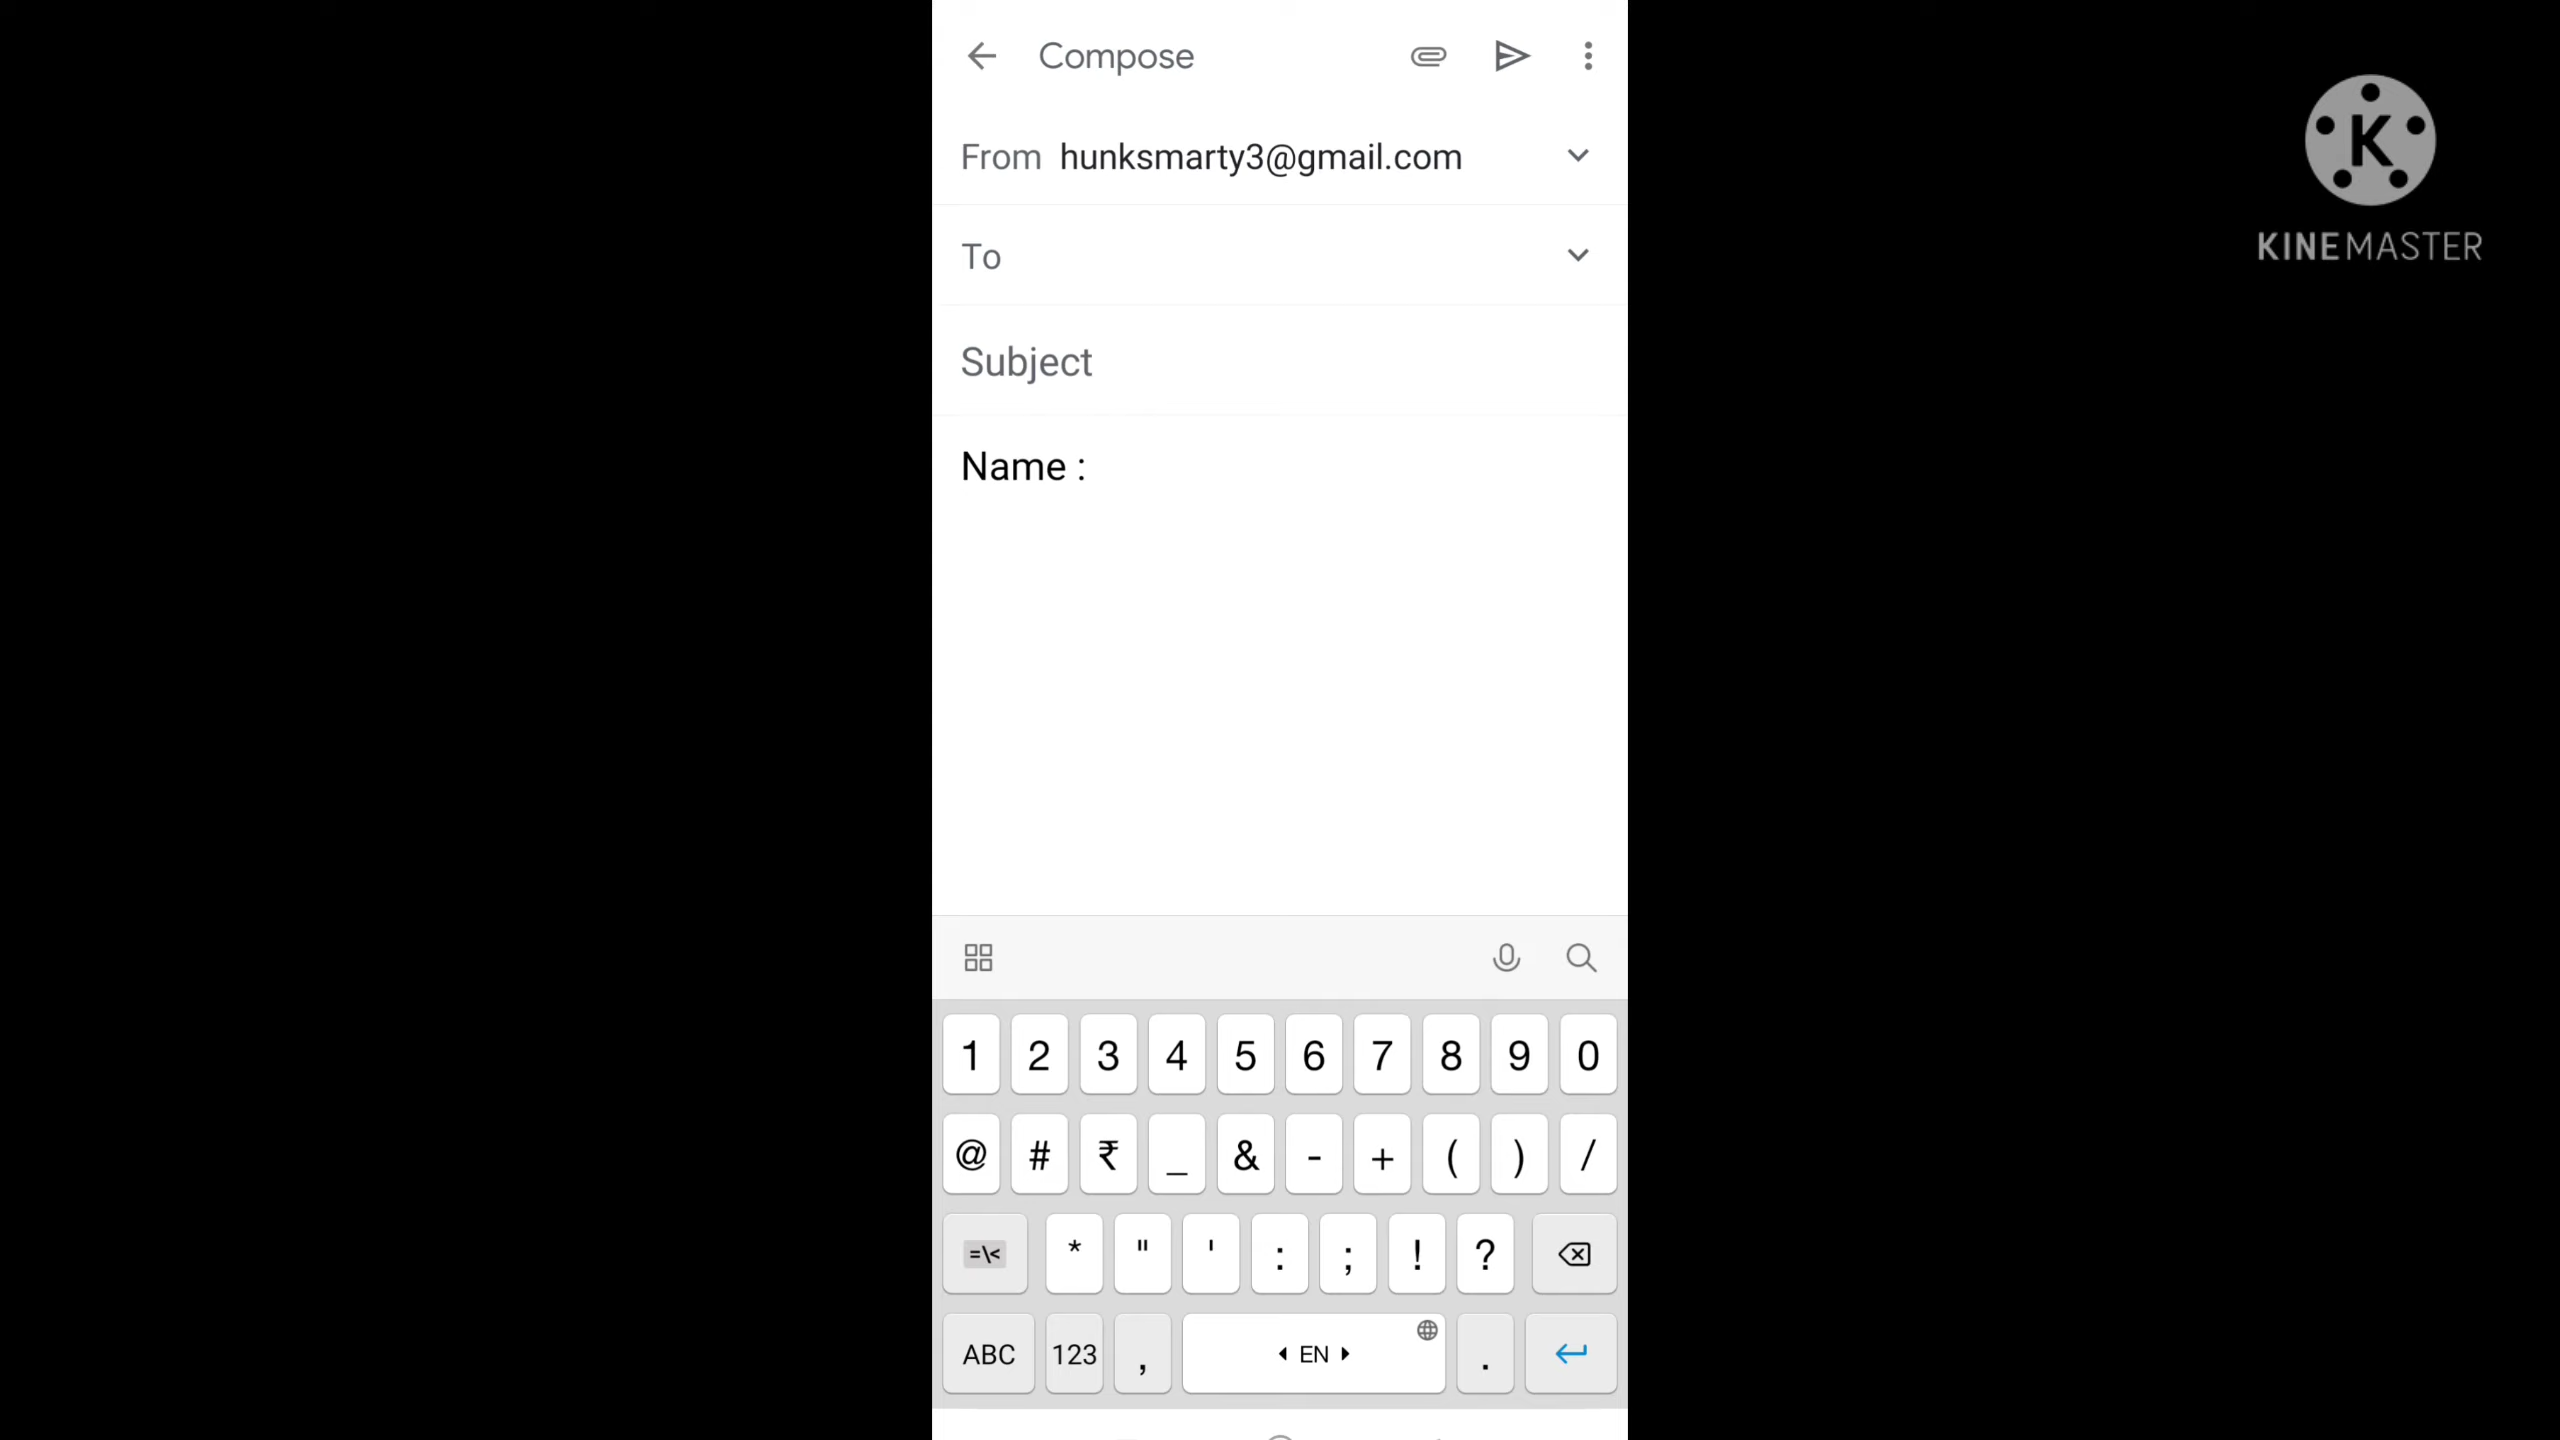 Compose
From hunksmarty3@gmail.com
To
Subject
Name :
1 2 3 4 5 6 7 8 9 0
@ # ₹ _ & - + ( ) /
=\< * " ' : ; ! ?
ABC 123 , EN .
K
KINEMASTER